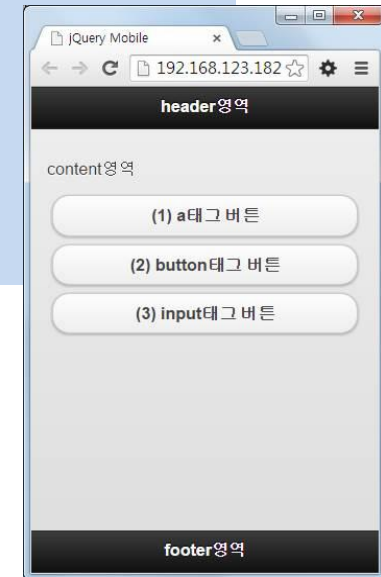 jQuery Mobile
192.168.123.182
header영역
content영역
(1) a태그 버튼
(2) button태그 버튼
(3) input태그 버튼
footer영역